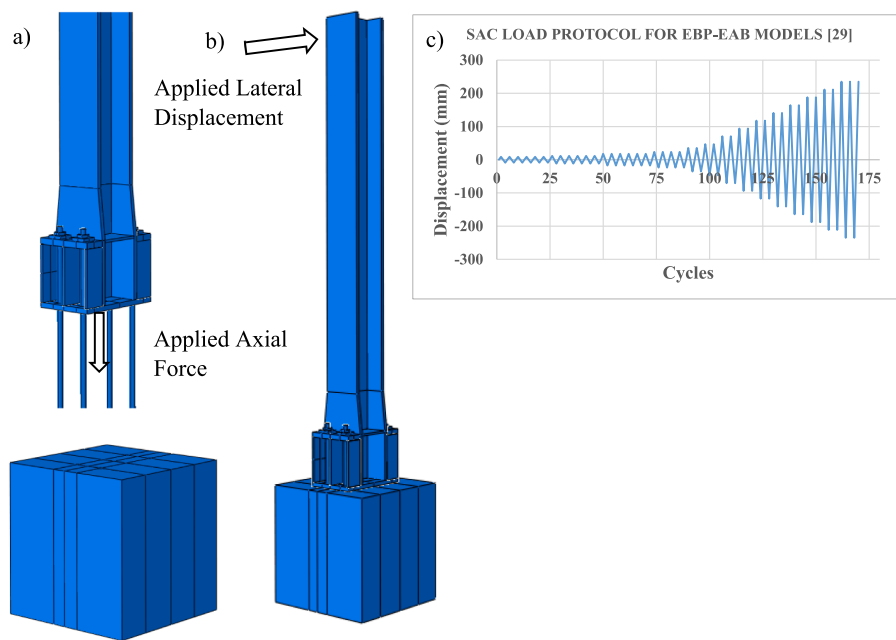 a)
b)
Applied Lateral
Displacement
Applied Axial
Force
c)
SAC LOAD PROTOCOL FOR EBP-EAB MODELS [29]
Displacement (mm)
300
200
100
0
-100
-200
-300
0 25 50 75 100 125 150 175
Cycles